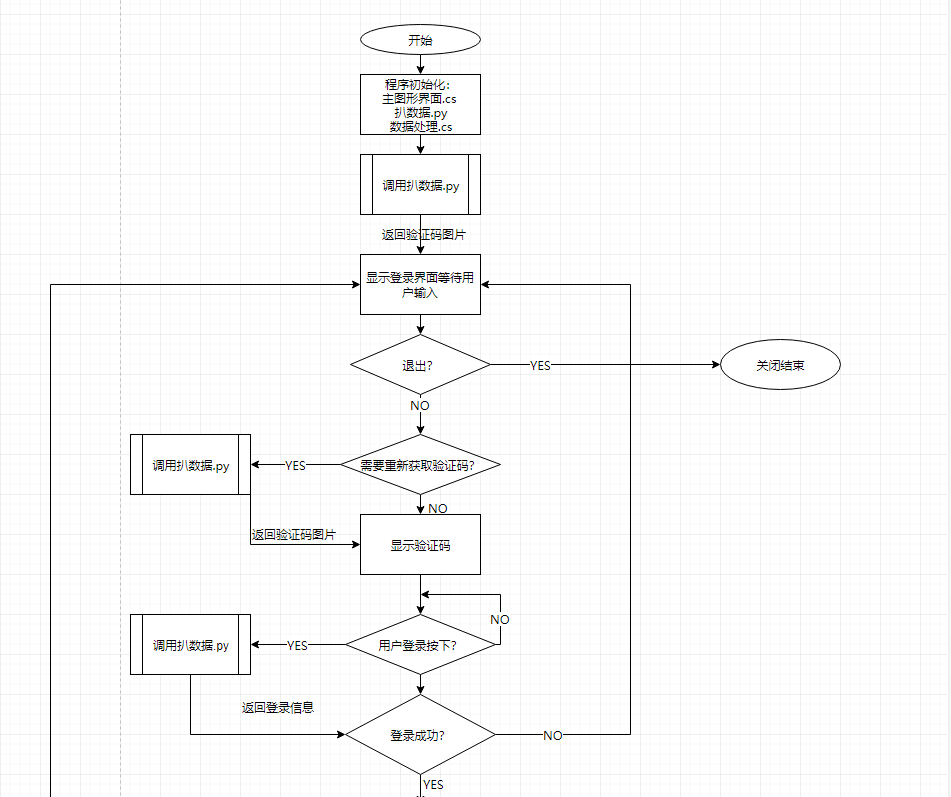 开始
程序初始化：
主图形界面.cs
扒数据.py
数据处理.cs
调用扒数据.py
返回验证码图片
显示登录界面等待用
户输入
退出？
YES
关闭结束
NO
需要重新获取验证码？
YES
调用扒数据.py
NO
返回验证码图片
显示验证码
NO
用户登录按下？
YES
调用扒数据.py
返回登录信息
登录成功？
NO
YES